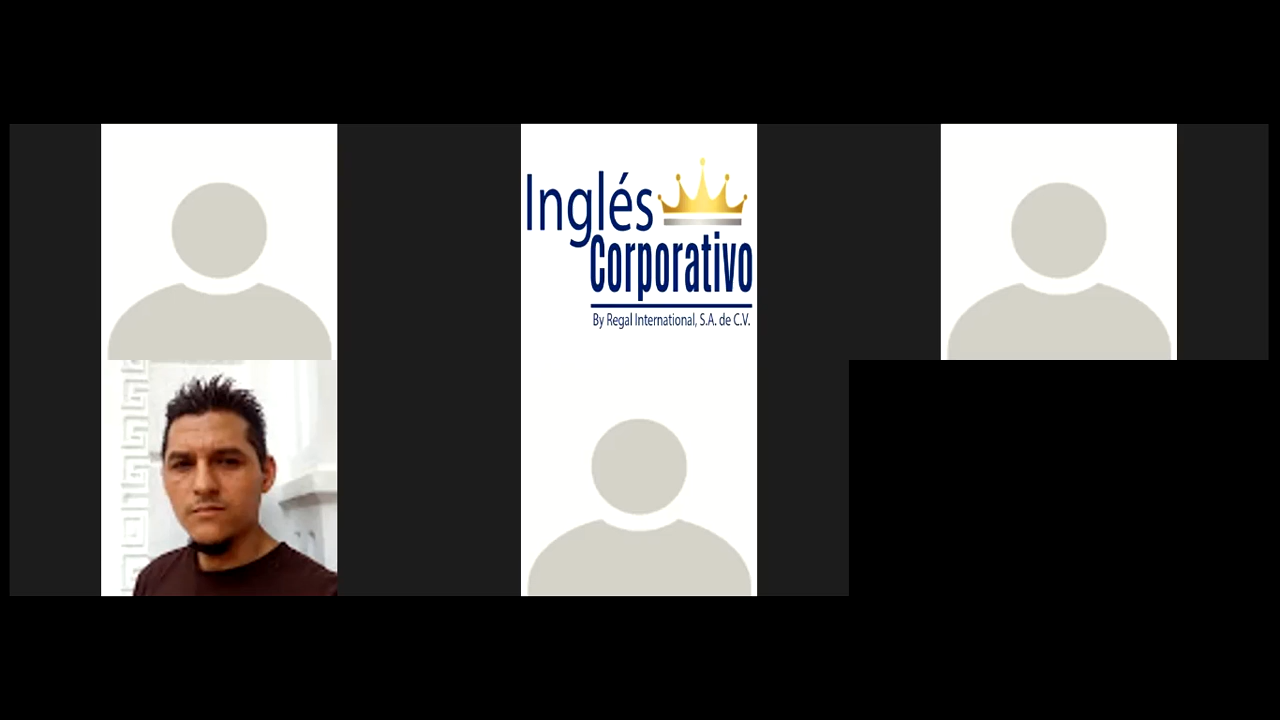 Inglés
Corporativo
By Regal International, S.A. de C.V.